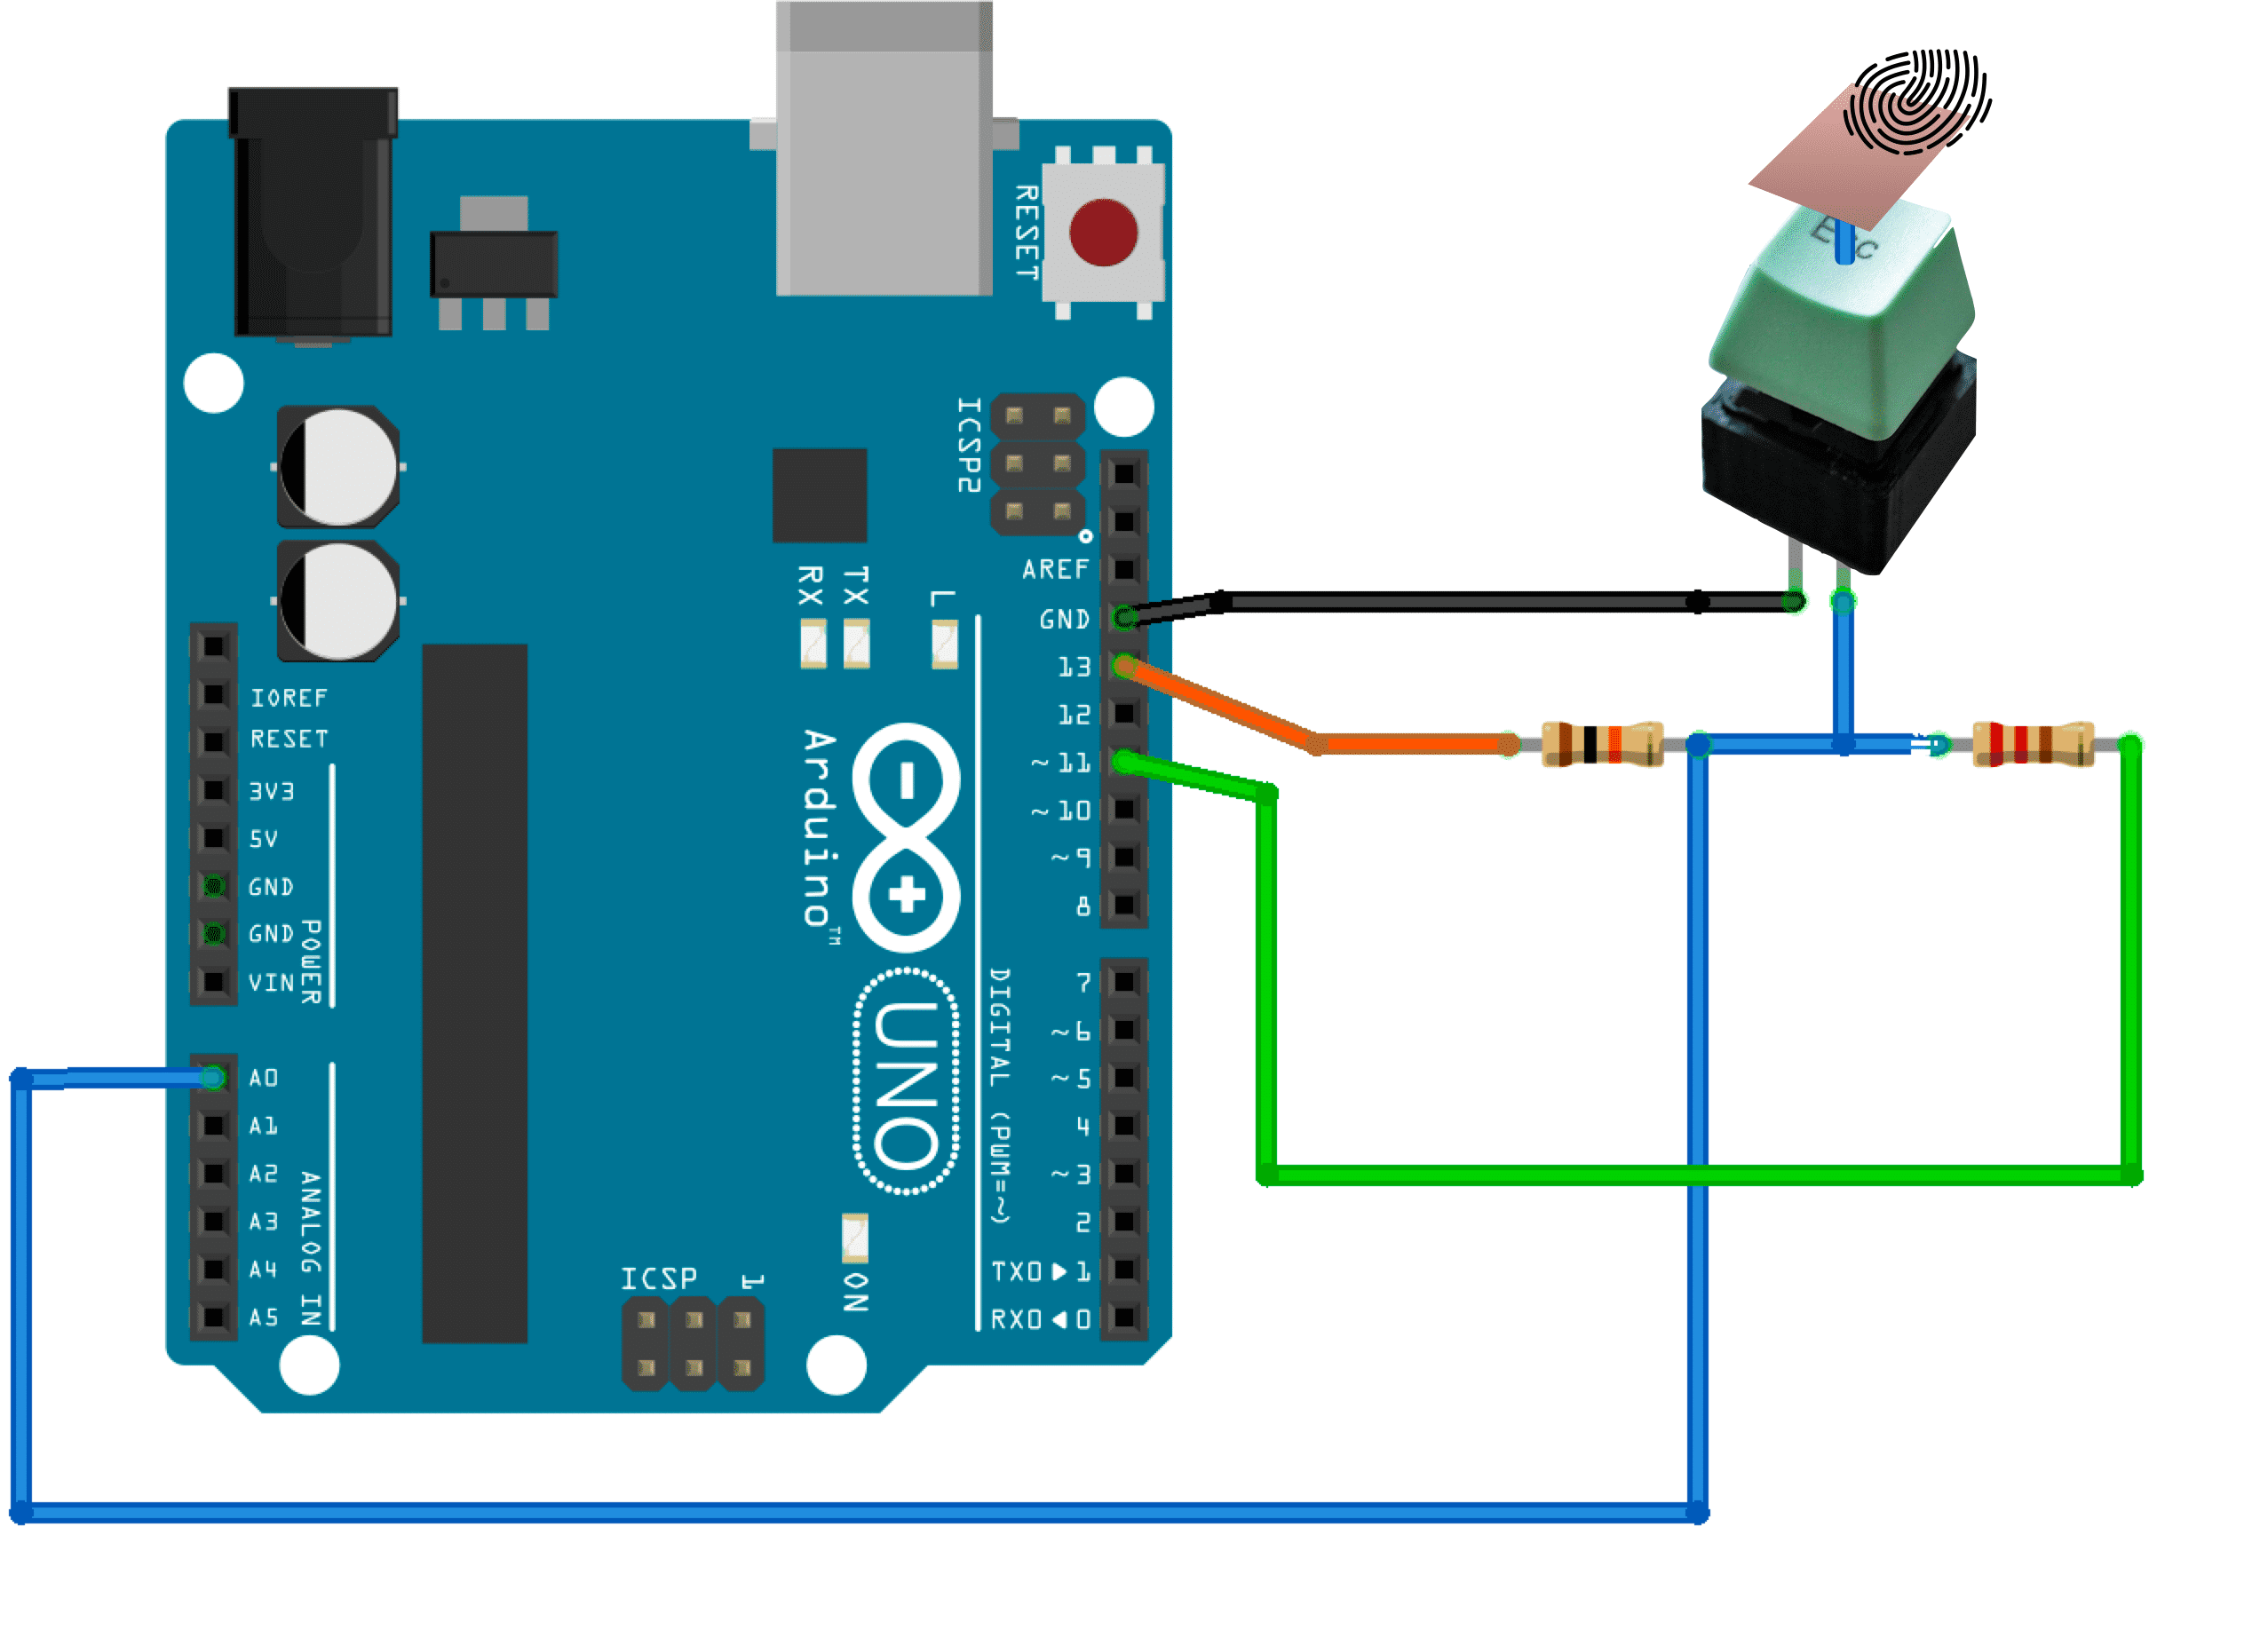 Esc
RESET
ICSP2
AREF
GND
13
12
~11
~10
~9
8
RX
TX
L
IOREF
RESET
3V3
5V
GND
GND
VIN
POWER
Arduino™
UNO
DIGITAL (PWM=~)
7
~6
~5
4
~3
2
TX0▶1
RX0◀0
A0
A1
A2
A3
A4
A5
ANALOG IN
ICSP
1
ON